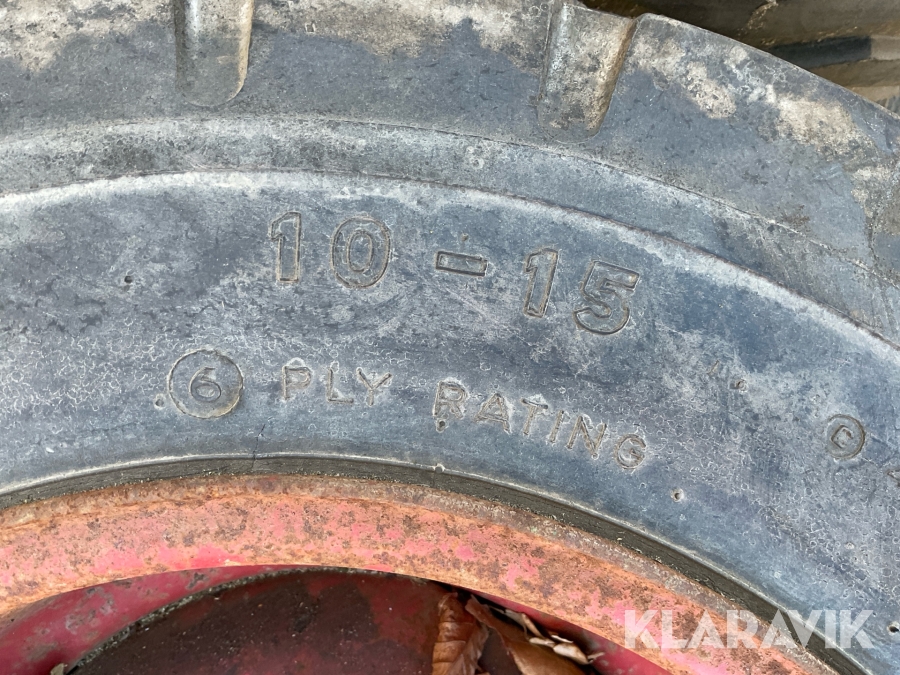 10-15
6 PLY RATING
C
KLARAVIK